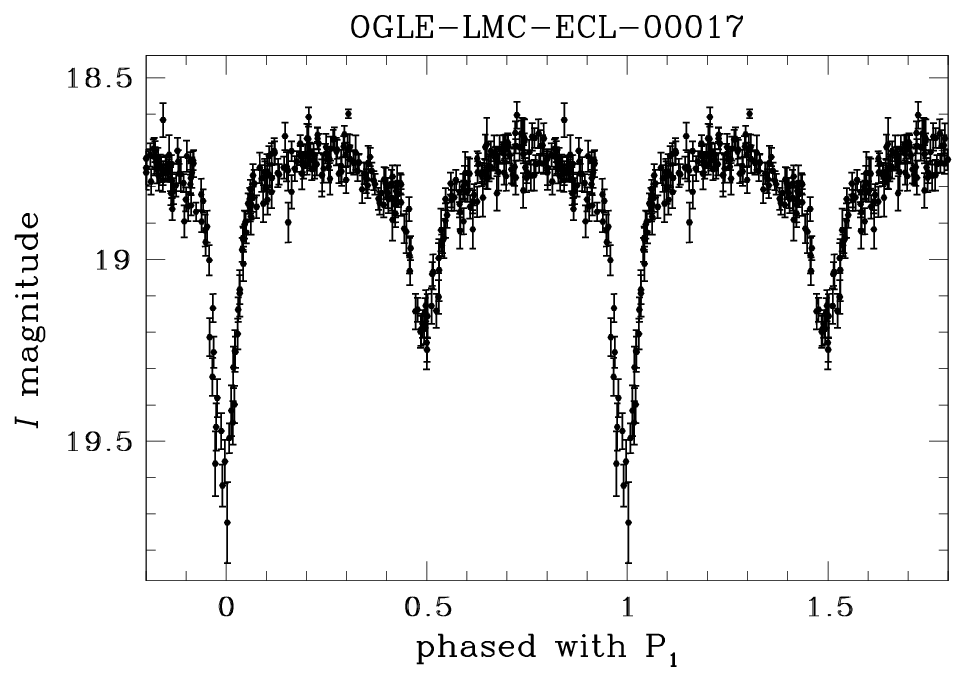 OGLE-LMC-ECL-00017
18.5
19
19.5
I magnitude
0 0.5 1 1.5
phased with P₁